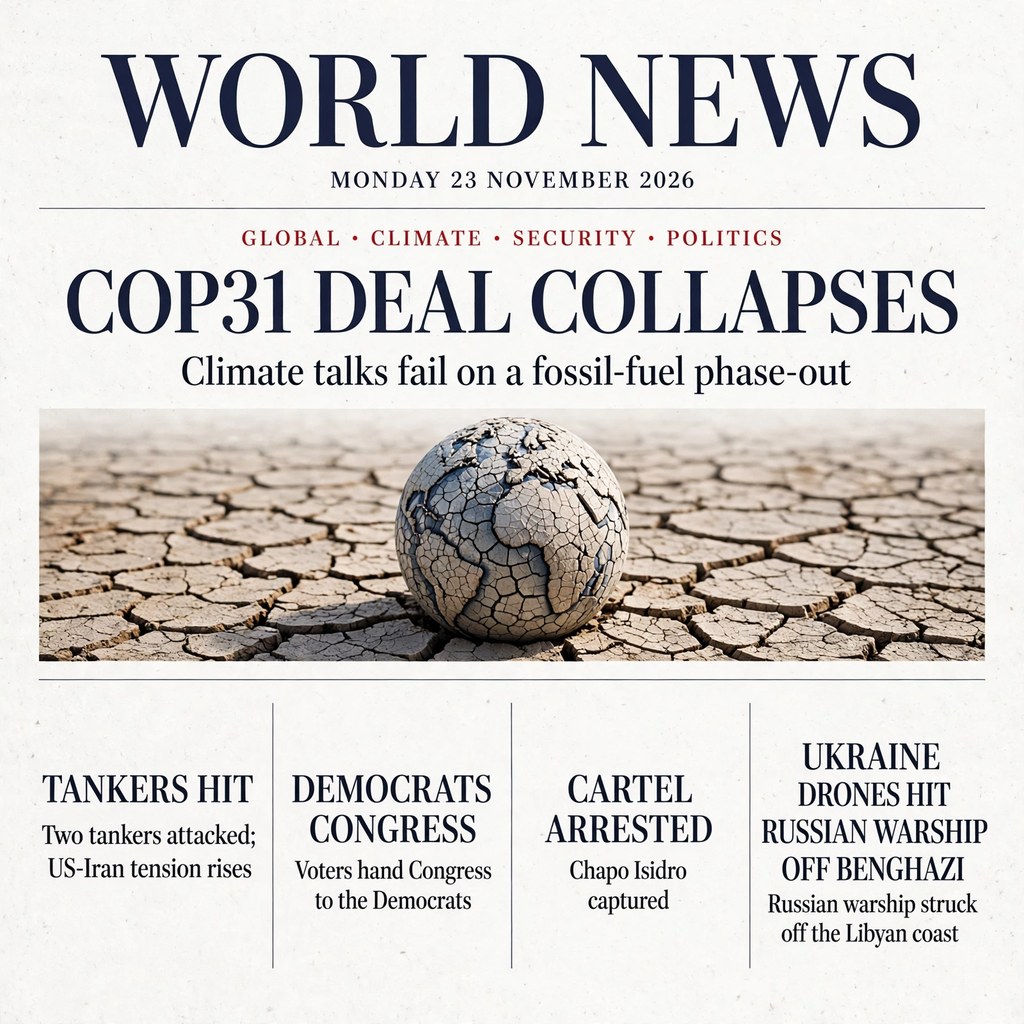 WORLD NEWS
MONDAY 23 NOVEMBER 2026
GLOBAL • CLIMATE • SECURITY • POLITICS
COP31 DEAL COLLAPSES
Climate talks fail on a fossil-fuel phase-out
TANKERS HIT
Two tankers attacked;
US-Iran tension rises
DEMOCRATS
CONGRESS
Voters hand Congress
to the Democrats
CARTEL
ARRESTED
Chapo Isidro
captured
UKRAINE
DRONES HIT
RUSSIAN WARSHIP
OFF BENGHAZI
Russian warship struck
off the Libyan coast